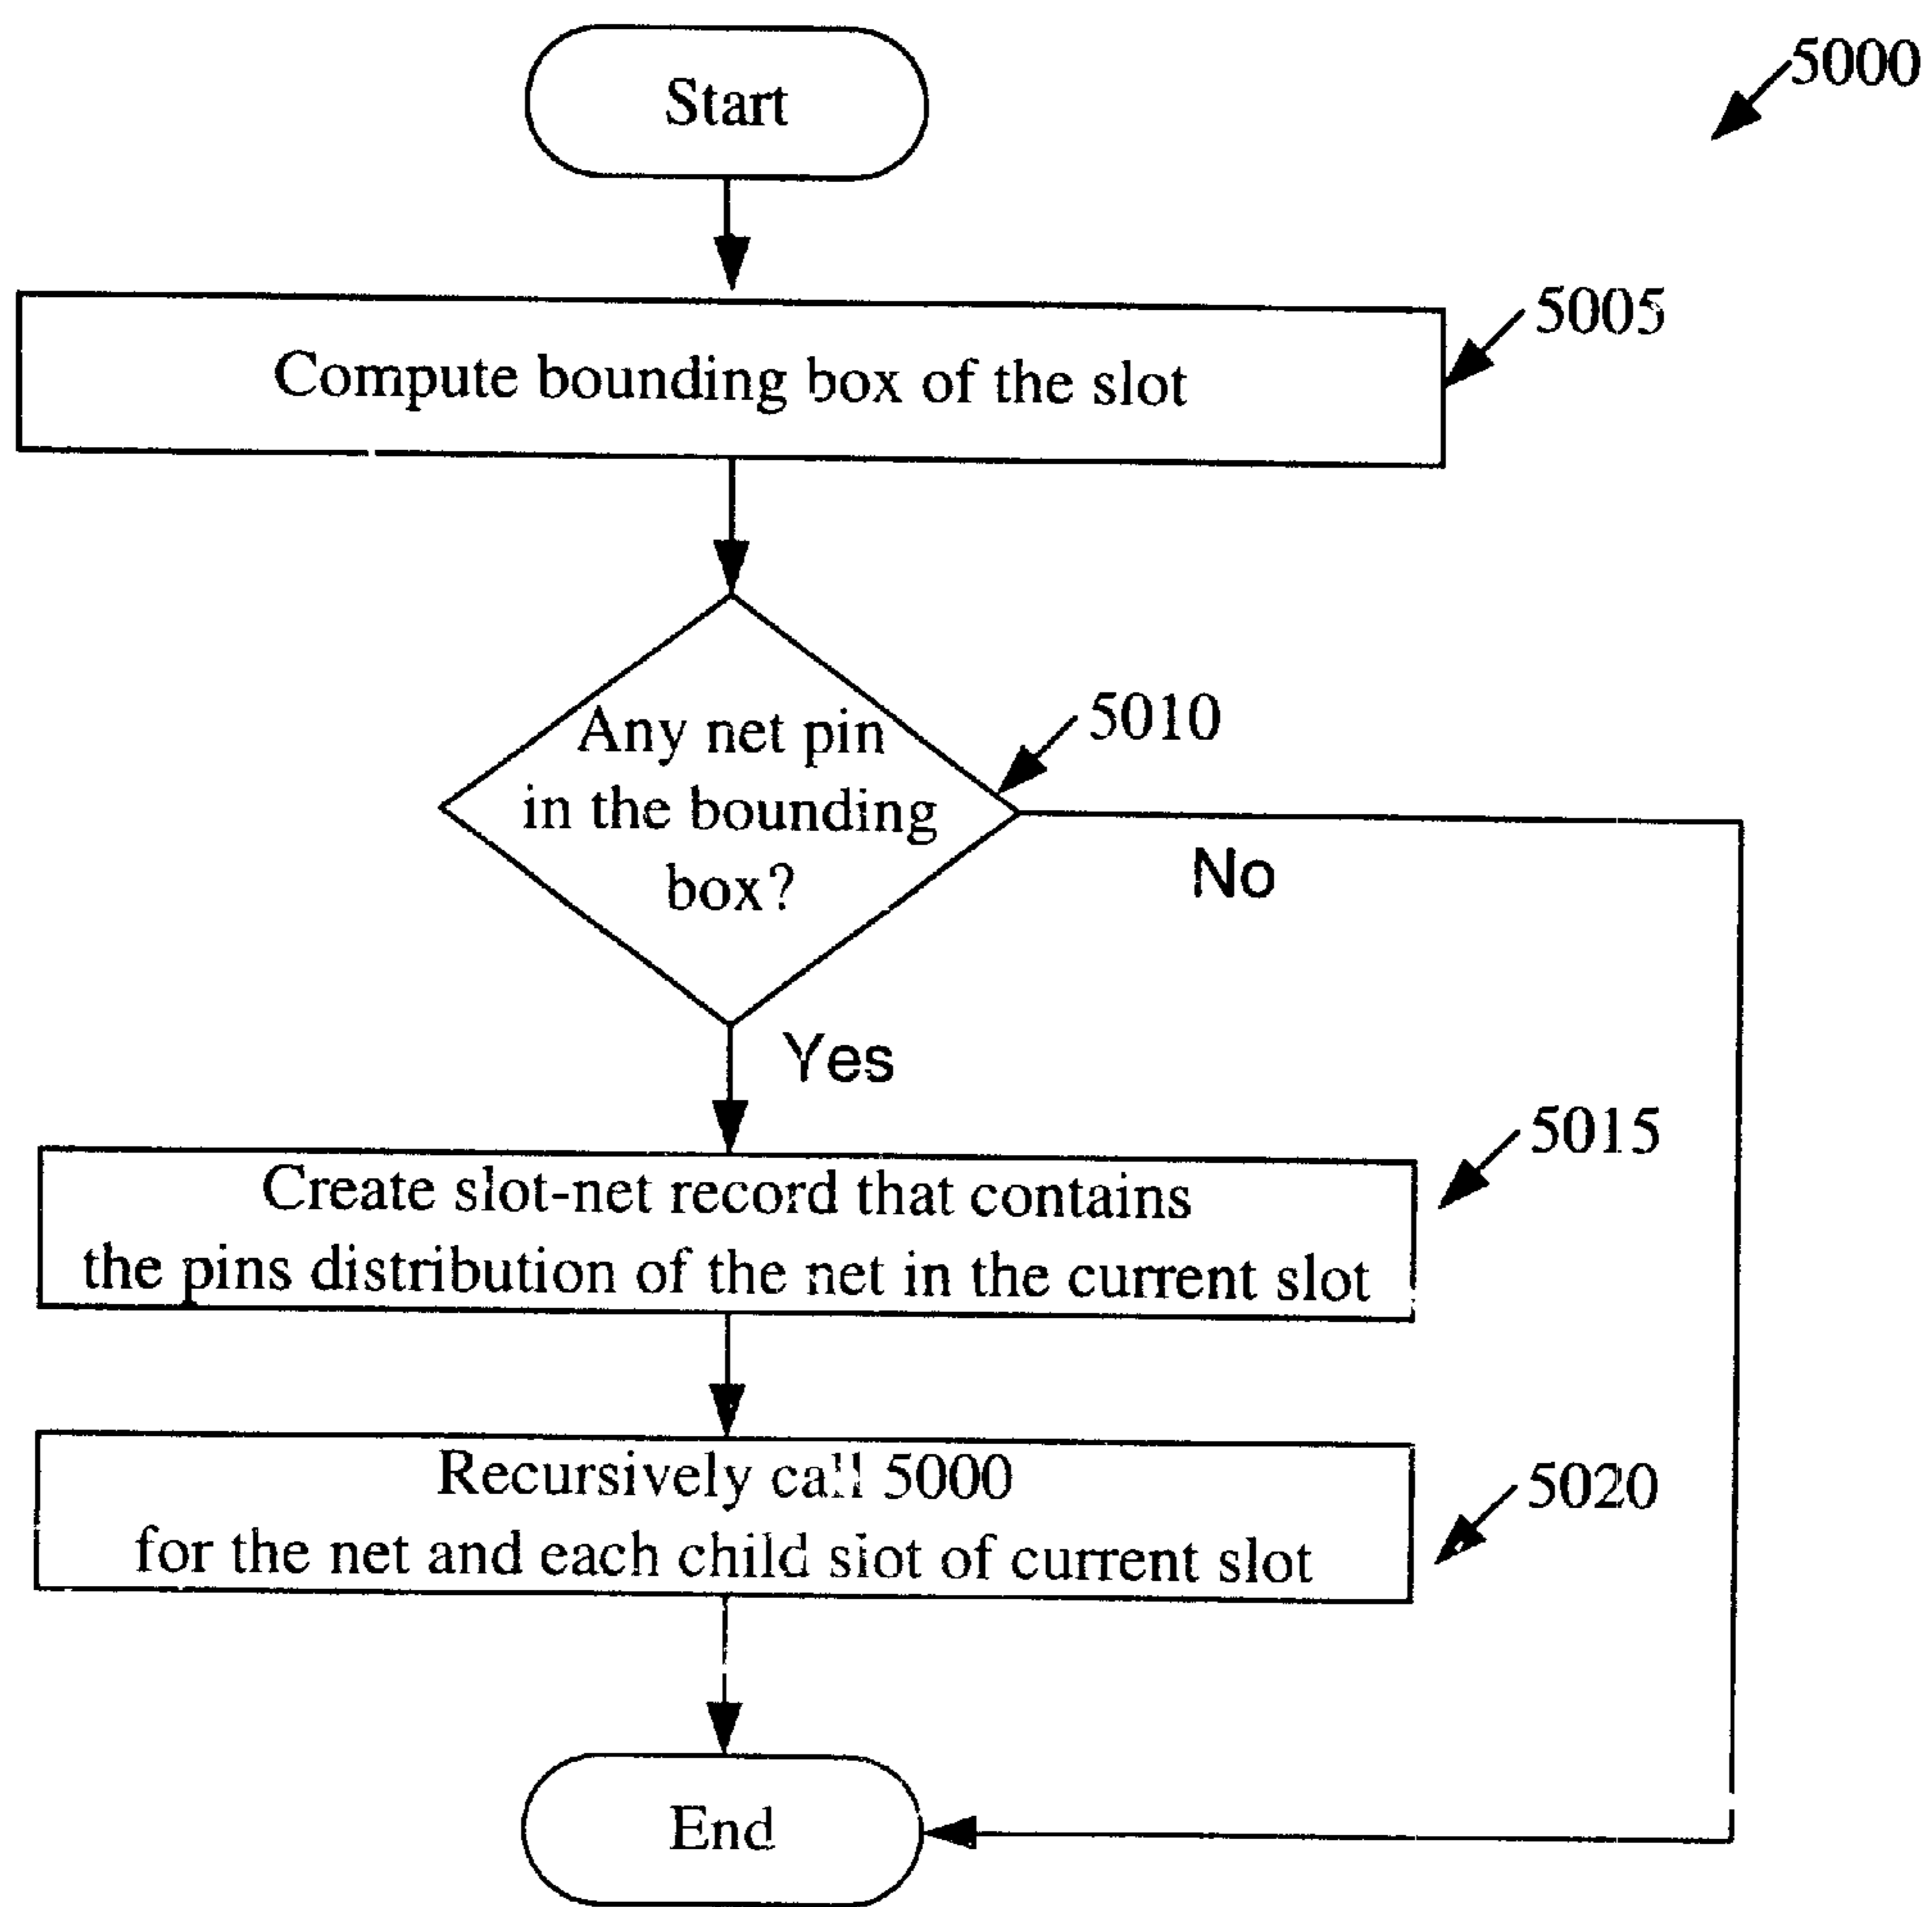 Start
5000
Compute bounding box of the slot
5005
Any net pin
in the bounding
box?
5010
No
Yes
Create slot-net record that contains
the pins distribution of the net in the current slot
5015
Recursively call 5000
for the net and each child slot of current slot
5020
End